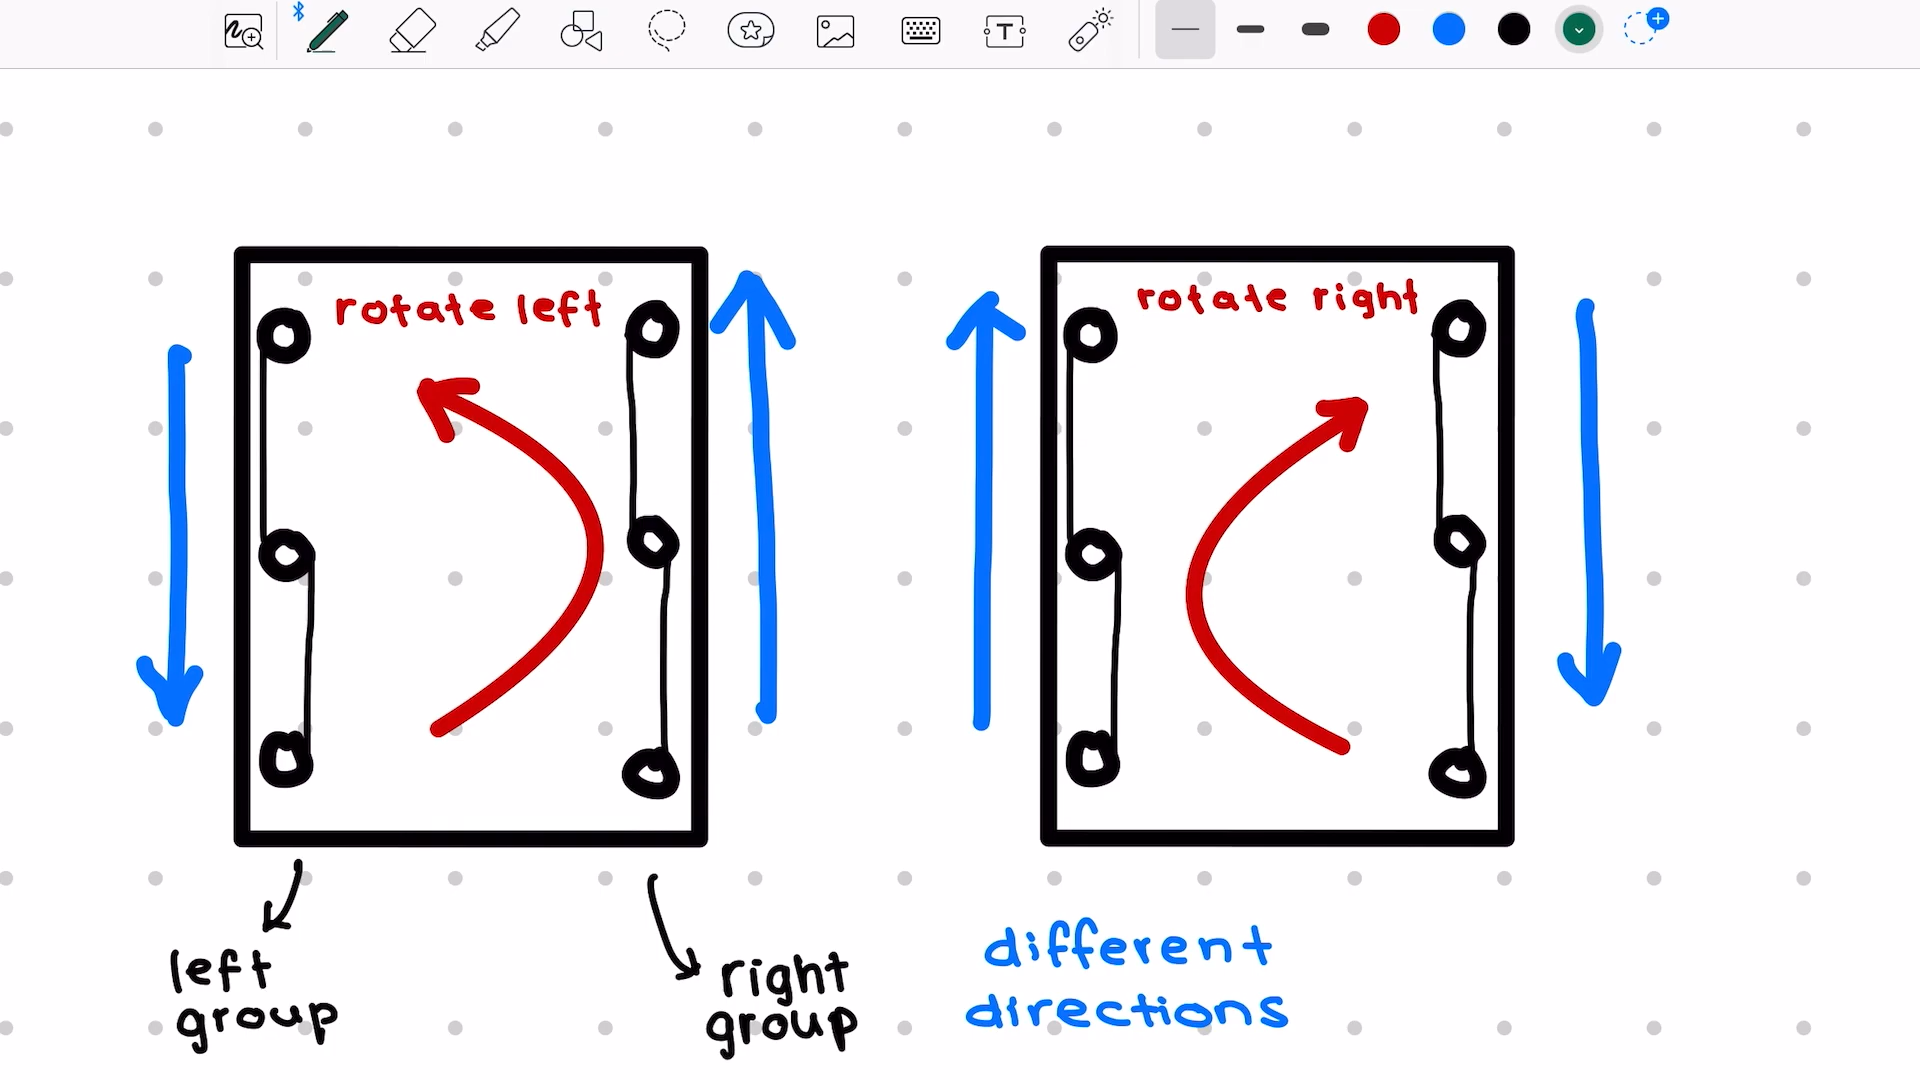 rotate left
rotate right
left
group
right
group
different
directions